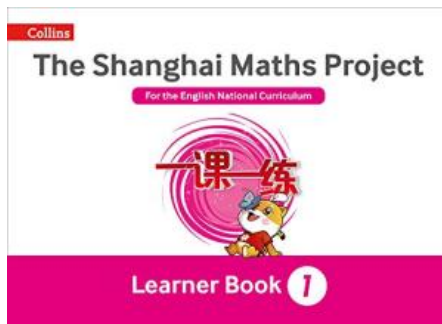 Collins
The Shanghai Maths Project
For the English National Curriculum
一课一练
Learner Book 1